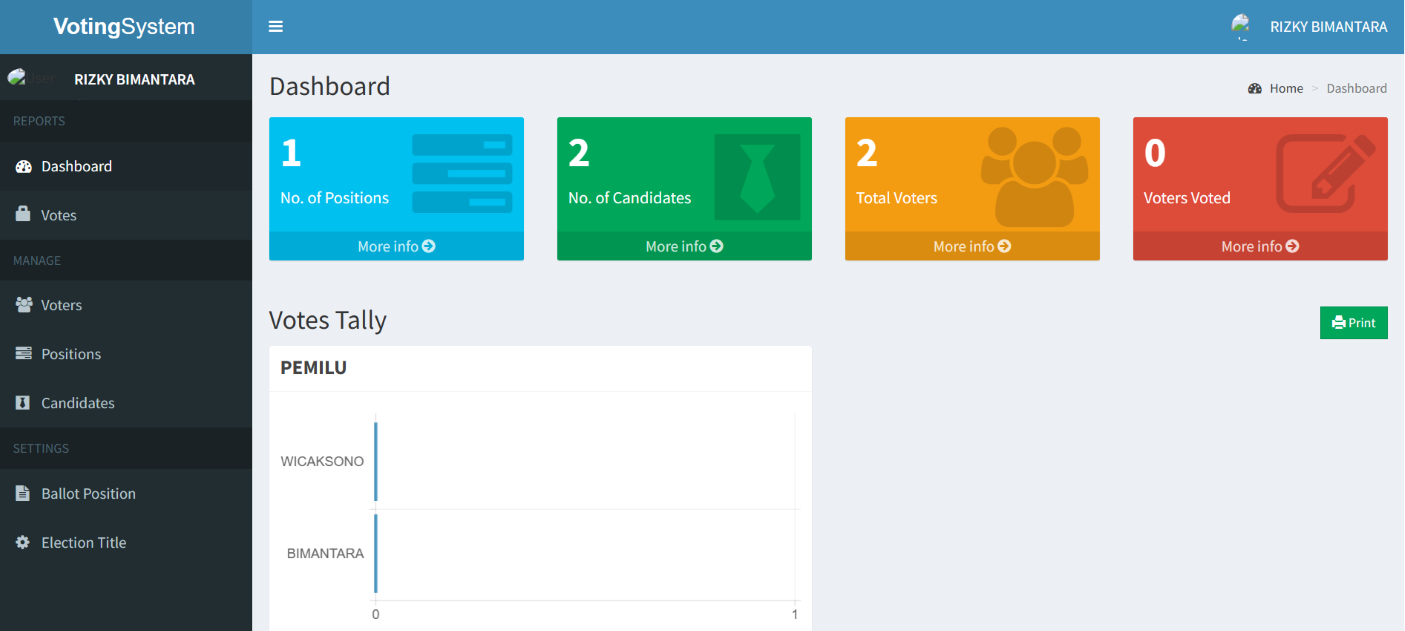 VotingSystem
RIZKY BIMANTARA
User
RIZKY BIMANTARA
REPORTS
Dashboard
Votes
MANAGE
Voters
Positions
Candidates
SETTINGS
Ballot Position
Election Title
Dashboard
Home > Dashboard
1
No. of Positions
More info
2
No. of Candidates
More info
2
Total Voters
More info
0
Voters Voted
More info
Votes Tally
Print
PEMILU
WICAKSONO
BIMANTARA
0 1